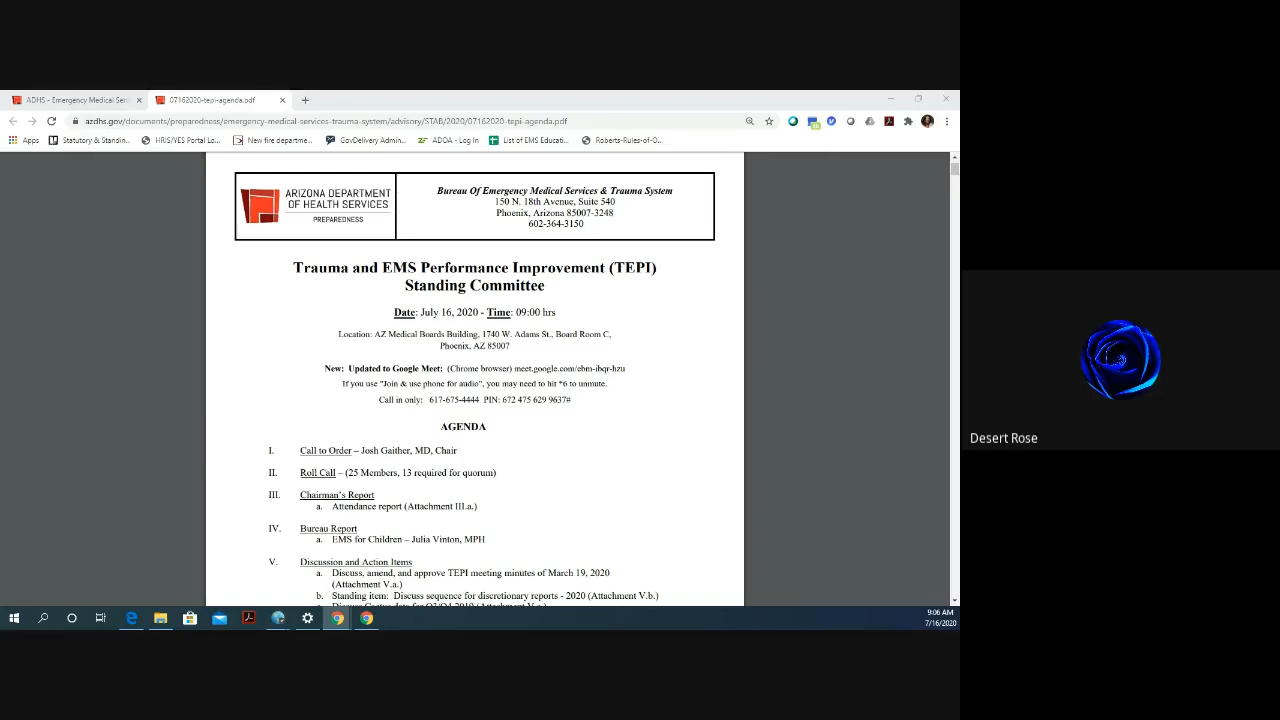 ADHS - Emergency Medical Serv
07162020-tepi-agenda.pdf
azdhs.gov/documents/preparedness/emergency-medical-services-trauma-system/advisory/STAB/2020/07162020-tepi-agenda.pdf
Apps
Statutory & Standin...
HRIS/YES Portal Lo...
New fire departme...
GovDelivery Admin...
ADOA - Log In
List of EMS Educati...
Roberts-Rules-of-O...
ARIZONA DEPARTMENT
OF HEALTH SERVICES
PREPAREDNESS
Bureau Of Emergency Medical Services & Trauma System
150 N. 18th Avenue, Suite 540
Phoenix, Arizona 85007-3248
602-364-3150
Trauma and EMS Performance Improvement (TEPI)
Standing Committee
Date: July 16, 2020 - Time: 09:00 hrs
Location: AZ Medical Boards Building, 1740 W. Adams St., Board Room C,
Phoenix, AZ 85007
New: Updated to Google Meet: (Chrome browser) meet.google.com/ebm-ibqr-hzu
If you use "Join & use phone for audio", you may need to hit *6 to unmute.
Call in only: 617-675-4444 PIN: 672 475 629 9637#
AGENDA
I. Call to Order – Josh Gaither, MD, Chair
II. Roll Call – (25 Members, 13 required for quorum)
III. Chairman's Report
a. Attendance report (Attachment III.a.)
IV. Bureau Report
a. EMS for Children – Julia Vinton, MPH
V. Discussion and Action Items
a. Discuss, amend, and approve TEPI meeting minutes of March 19, 2020
(Attachment V.a.)
b. Standing item: Discuss sequence for discretionary reports - 2020 (Attachment V.b.)
Desert Rose
9:06 AM
7/16/2020